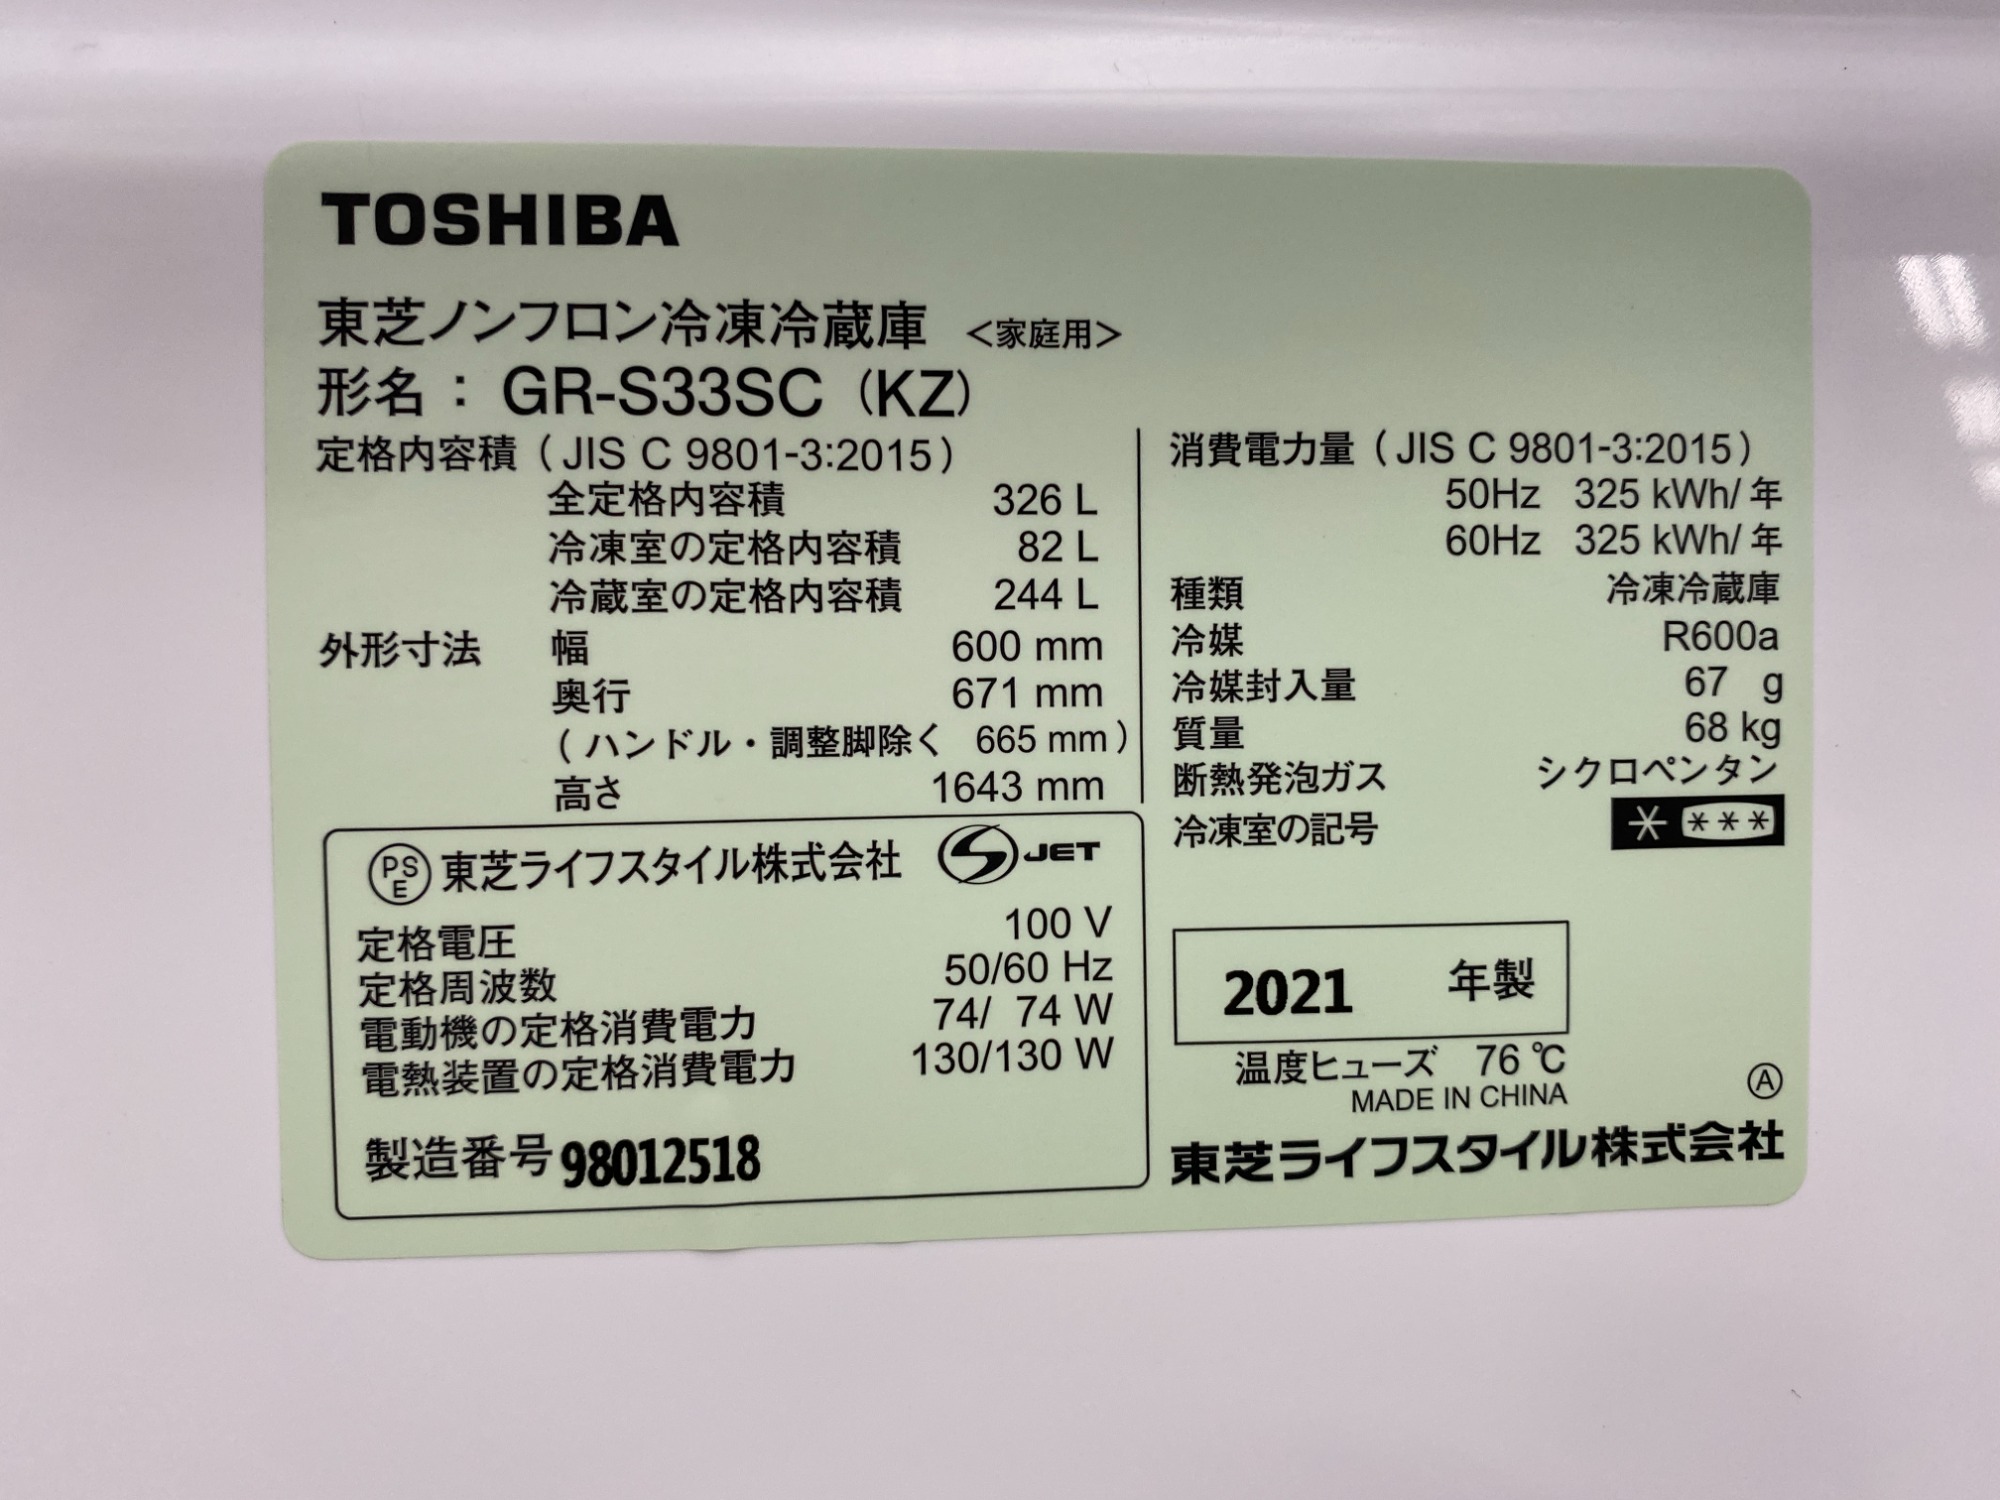 TOSHIBA
東芝ノンフロン冷凍冷蔵庫 <家庭用>
形名：GR-S33SC (KZ)
定格内容積 ( JIS C 9801-3:2015 )
全定格内容積 326 L
冷凍室の定格内容積 82 L
冷蔵室の定格内容積 244 L
外形寸法 幅 600 mm
奥行 671 mm
( ハンドル・調整脚除く 665 mm )
高さ 1643 mm
消費電力量 ( JIS C 9801-3:2015 )
50Hz 325 kWh/年
60Hz 325 kWh/年
種類 冷凍冷蔵庫
冷媒 R600a
冷媒封入量 67 g
質量 68 kg
断熱発泡ガス シクロペンタン
冷凍室の記号 * ***
PSE 東芝ライフスタイル株式会社 S JET
定格電圧 100 V
定格周波数 50/60 Hz
電動機の定格消費電力 74/ 74 W
電熱装置の定格消費電力 130/130 W
製造番号 98012518
2021 年製
温度ヒューズ 76 ℃
MADE IN CHINA
Ⓐ
東芝ライフスタイル株式会社